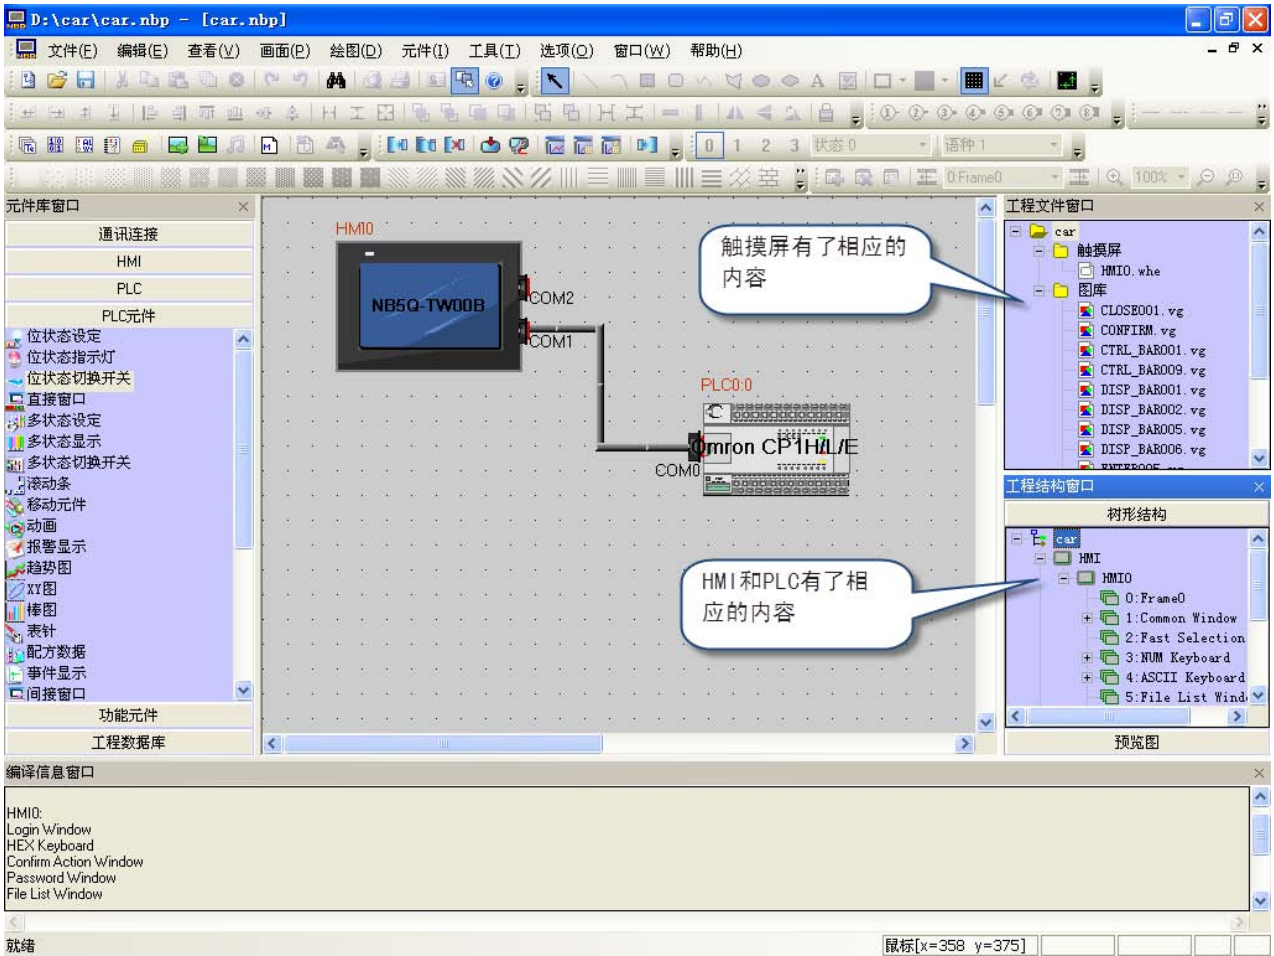 D:\car\car.nbp - [car.nbp]
文件(F) 编辑(E) 查看(V) 画面(P) 绘图(D) 元件(I) 工具(T) 选项(O) 窗口(W) 帮助(H)
0 1 2 3 状态 0 语种 1
0:Frame0 100%
元件库窗口
通讯连接
HMI
PLC
PLC元件
位状态设定
位状态指示灯
位状态切换开关
直接窗口
多状态设定
多状态显示
多状态切换开关
滚动条
移动元件
动画
报警显示
趋势图
XY图
棒图
表针
配方数据
事件显示
间接窗口
功能元件
工程数据库
HMI0
NB5Q-TW00B
COM2
COM1
PLC0:0
Omron CP1H/L/E
COM0
触摸屏有了相应的
内容
HMI和PLC有了相
应的内容
工程文件窗口
car
触摸屏
HMI0.whe
图库
CLOSE001.vg
CONFIRM.vg
CTRL_BAR001.vg
CTRL_BAR009.vg
DISP_BAR001.vg
DISP_BAR002.vg
DISP_BAR005.vg
DISP_BAR006.vg
工程结构窗口
树形结构
car
HMI
HMI0
0:Frame0
1:Common Window
2:Fast Selection
3:NUM Keyboard
4:ASCII Keyboard
5:File List Wind
预览图
编译信息窗口
HMI0:
Login Window
HEX Keyboard
Confirm Action Window
Password Window
File List Window
就绪
鼠标[x=358 y=375]